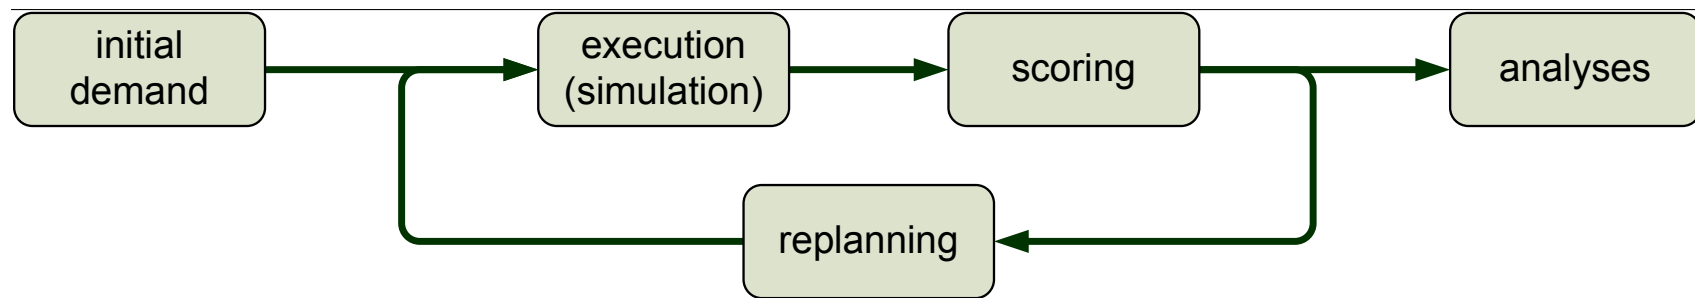 initial
demand
execution
(simulation)
scoring
analyses
replanning